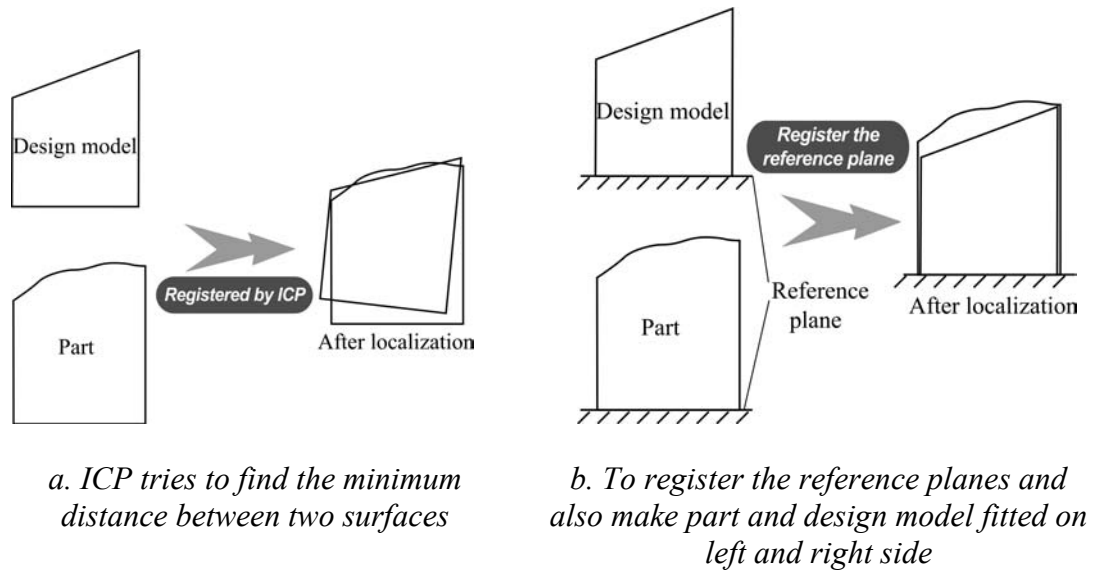 Design model
Part
Registered by ICP
After localization
Design model
Register the
reference plane
Part
Reference
plane
After localization
a. ICP tries to find the minimum
distance between two surfaces
b. To register the reference planes and
also make part and design model fitted on
left and right side